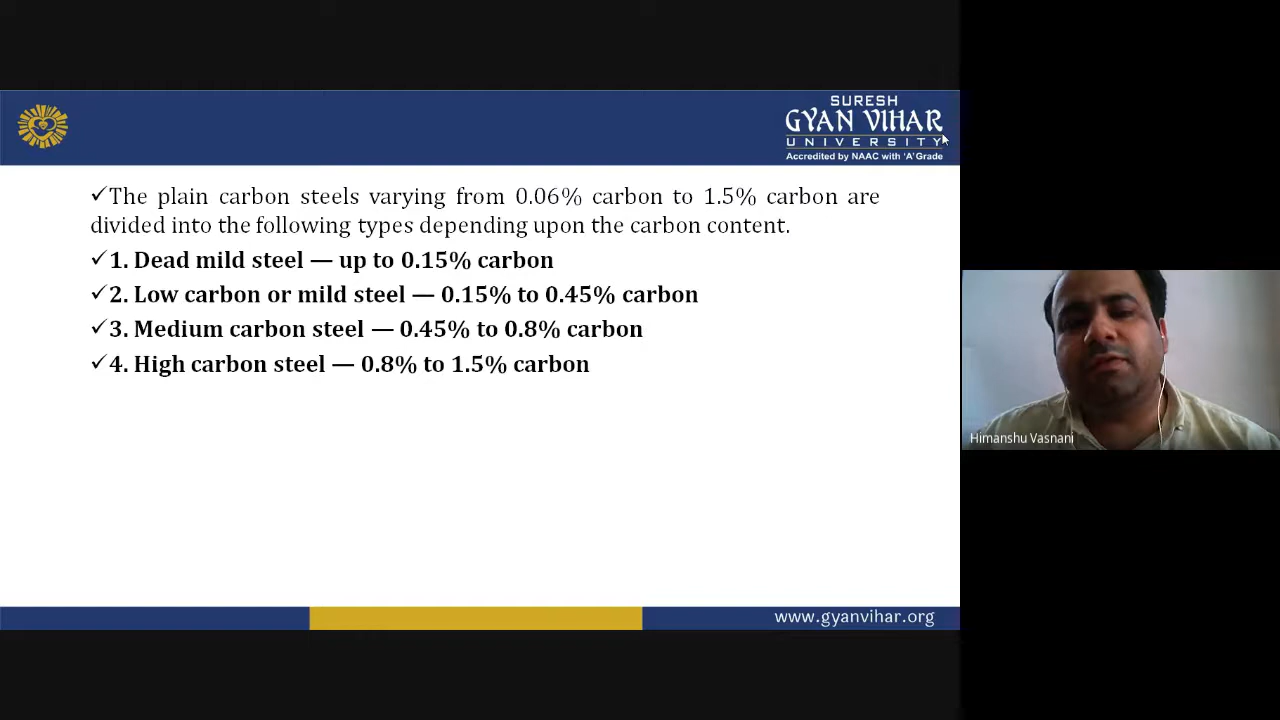 SURESH
GYAN VIHAR
UNIVERSITY
Accredited by NAAC with 'A' Grade
✓The plain carbon steels varying from 0.06% carbon to 1.5% carbon are
divided into the following types depending upon the carbon content.
✓1. Dead mild steel — up to 0.15% carbon
✓2. Low carbon or mild steel — 0.15% to 0.45% carbon
✓3. Medium carbon steel — 0.45% to 0.8% carbon
✓4. High carbon steel — 0.8% to 1.5% carbon
Himanshu Vasnani
www.gyanvihar.org